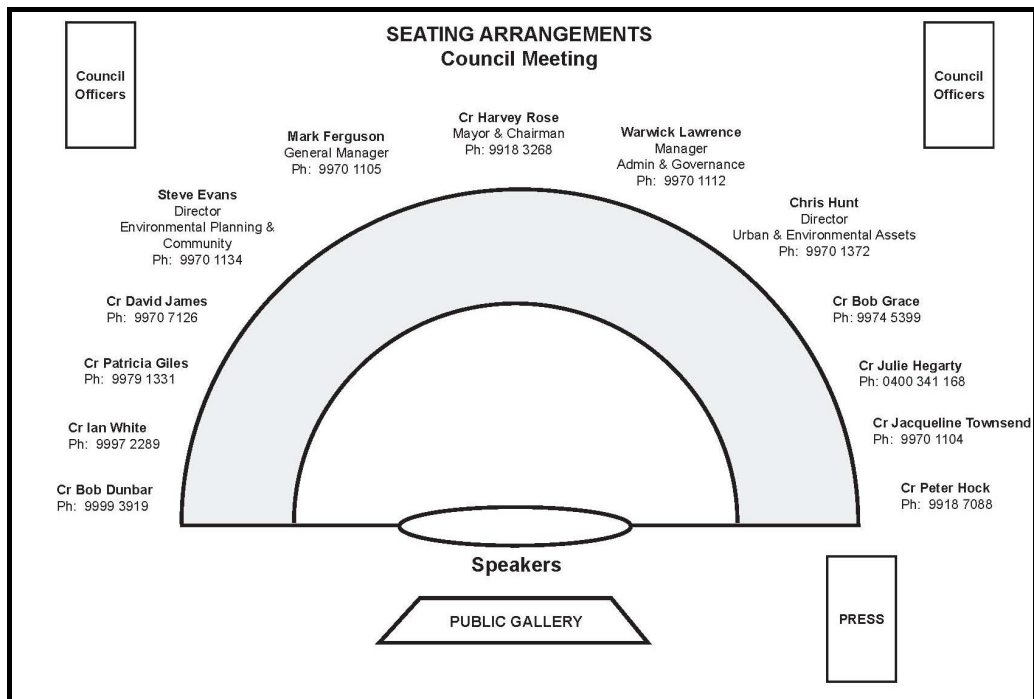 SEATING ARRANGEMENTS
Council Meeting
Council
Officers
Council
Officers
Cr Harvey Rose
Mayor & Chairman
Ph: 9918 3268
Mark Ferguson
General Manager
Ph: 9970 1105
Warwick Lawrence
Manager
Admin & Governance
Ph: 9970 1112
Steve Evans
Director
Environmental Planning &
Community
Ph: 9970 1134
Chris Hunt
Director
Urban & Environmental Assets
Ph: 9970 1372
Cr David James
Ph: 9970 7126
Cr Bob Grace
Ph: 9974 5399
Cr Patricia Giles
Ph: 9979 1331
Cr Julie Hegarty
Ph: 0400 341 168
Cr Ian White
Ph: 9997 2289
Cr Jacqueline Townsend
Ph: 9970 1104
Cr Bob Dunbar
Ph: 9999 3919
Cr Peter Hock
Ph: 9918 7088
Speakers
PUBLIC GALLERY
PRESS